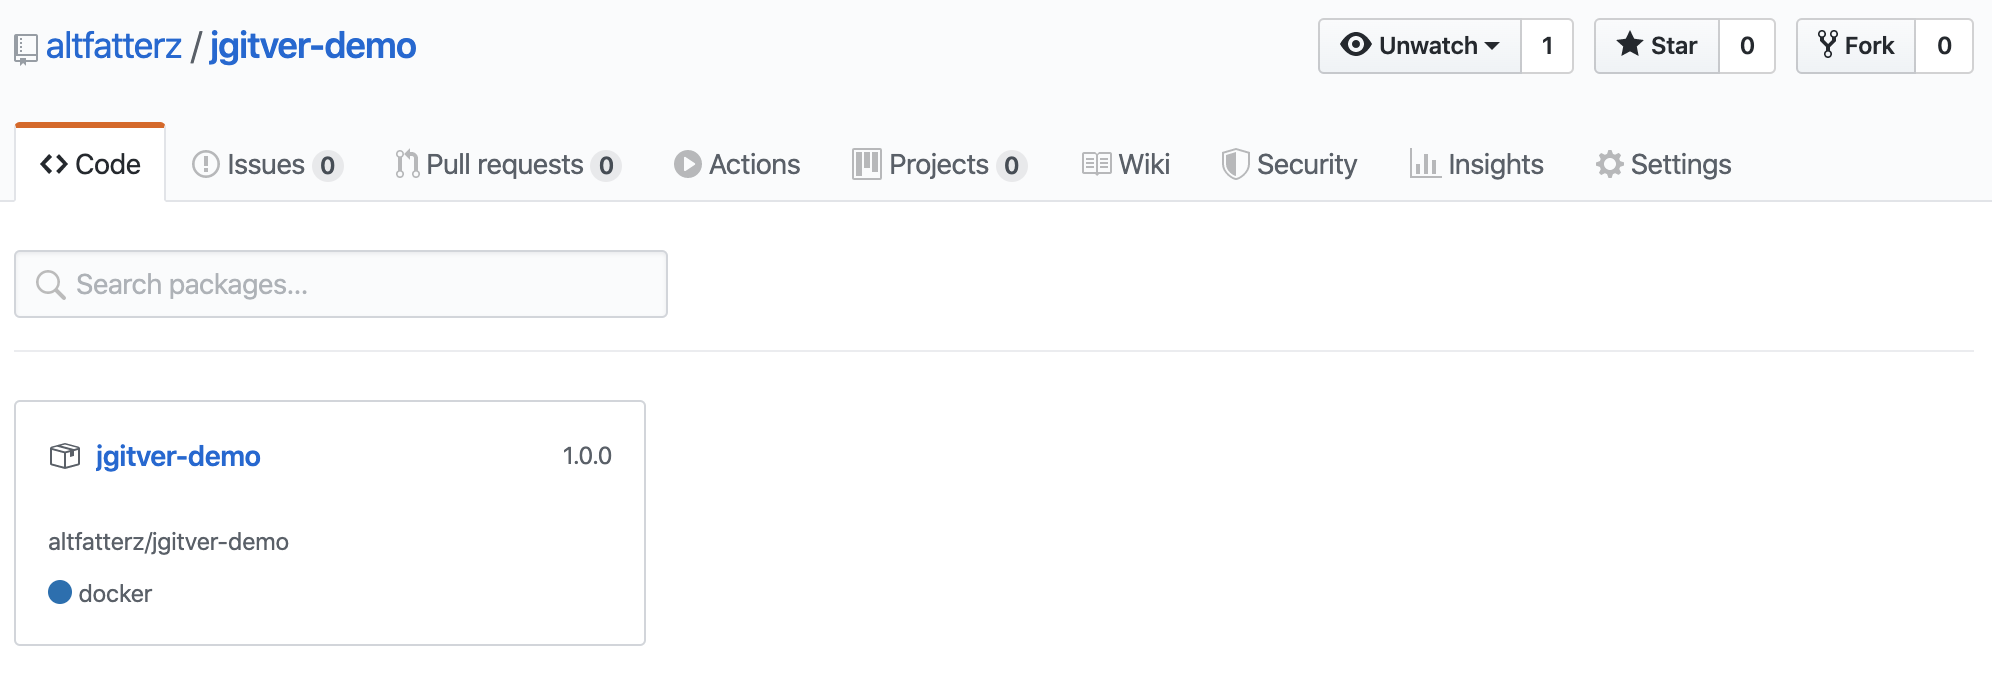 altfatterz / jgitver-demo
Unwatch 1 Star 0 Fork 0
Code Issues 0 Pull requests 0 Actions Projects 0 Wiki Security Insights Settings
Search packages...
jgitver-demo 1.0.0
altfatterz/jgitver-demo
docker